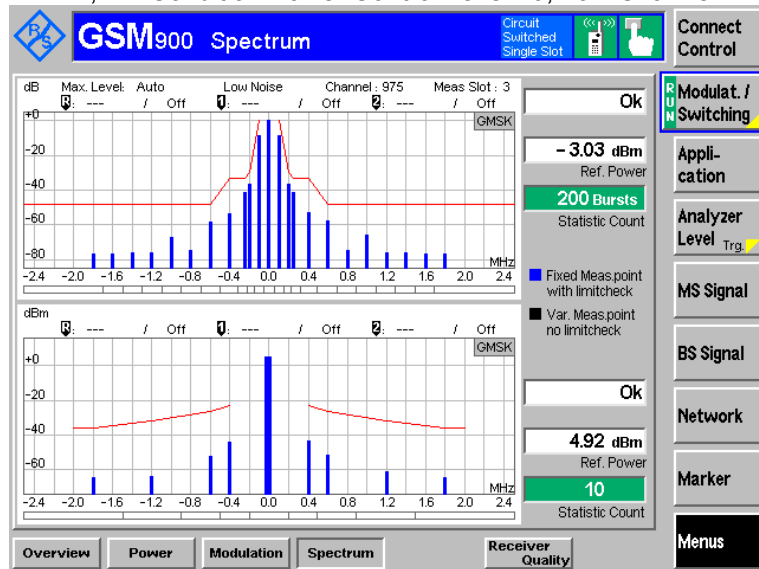 R/S
GSM900 Spectrum
Circuit
Switched
Single Slot
Connect
Control
dB Max. Level: Auto Low Noise Channel : 975 Meas Slot : 3
R: --- / Off 1: --- / Off 2: --- / Off
GMSK
+0
-20
-40
-60
-80
MHz
-2.4 -2.0 -1.6 -1.2 -0.8 -0.4 0.0 0.4 0.8 1.2 1.6 2.0 2.4
Ok
- 3.03 dBm
Ref. Power
200 Bursts
Statistic Count
Fixed Meas.point
with limitcheck
Var. Meas.point
no limitcheck
dBm
R: --- / Off 1: --- / Off 2: --- / Off
GMSK
+0
-20
-40
-60
MHz
-2.4 -2.0 -1.6 -1.2 -0.8 -0.4 0.0 0.4 0.8 1.2 1.6 2.0 2.4
Ok
4.92 dBm
Ref. Power
10
Statistic Count
RUN
Modulat. /
Switching
Appli-
cation
Analyzer
Level Trg.
MS Signal
BS Signal
Network
Marker
Menus
Overview
Power
Modulation
Spectrum
Receiver
Quality